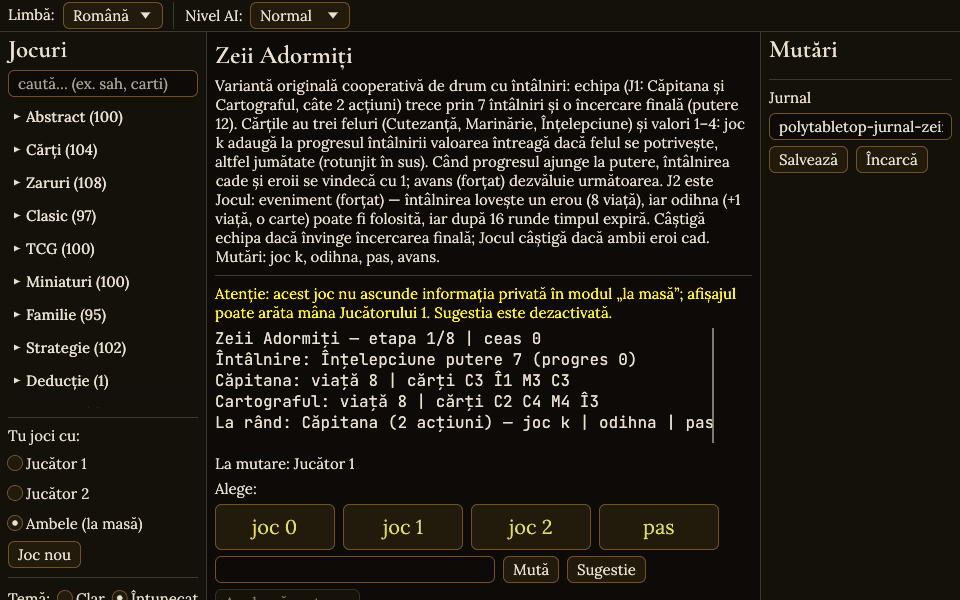 Limbă: Română ▼ Nivel AI: Normal ▼
Jocuri
caută... (ex. sah, carti)
▸ Abstract (100)
▸ Cărți (104)
▸ Zaruri (108)
▸ Clasic (97)
▸ TCG (100)
▸ Miniaturi (100)
▸ Familie (95)
▸ Strategie (102)
▸ Deducție (1)
Tu joci cu:
Jucător 1
Jucător 2
Ambele (la masă)
Joc nou
Temă: Clar Întunecat
Zeii Adormiți
Variantă originală cooperativă de drum cu întâlniri: echipa (J1: Căpitana și
Cartograful, câte 2 acțiuni) trece prin 7 întâlniri și o încercare finală (putere
12). Cărțile au trei feluri (Cutezanță, Marinărie, Înțelepciune) și valori 1–4: joc
k adaugă la progresul întâlnirii valoarea întreagă dacă felul se potrivește,
altfel jumătate (rotunjit în sus). Când progresul ajunge la putere, întâlnirea
cade și eroii se vindecă cu 1; avans (forțat) dezvăluie următoarea. J2 este
Jocul: eveniment (forțat) — întâlnirea lovește un erou (8 viață), iar odihna (+1
viață, o carte) poate fi folosită, iar după 16 runde timpul expiră. Câștigă
echipa dacă învinge încercarea finală; Jocul câștigă dacă ambii eroi cad.
Mutări: joc k, odihna, pas, avans.
Atenție: acest joc nu ascunde informația privată în modul „la masă”; afișajul
poate arăta mâna Jucătorului 1. Sugestia este dezactivată.
Zeii Adormiți — etapa 1/8 | ceas 0
Întâlnire: Înțelepciune putere 7 (progres 0)
Căpitana: viață 8 | cărți C3 Î1 M3 C3
Cartograful: viață 8 | cărți C2 C4 M4 Î3
La rând: Căpitana (2 acțiuni) — joc k | odihna | pas
La mutare: Jucător 1
Alege:
joc 0 joc 1 joc 2 pas
Mută Sugestie
Mutări
Jurnal
polytabletop-jurnal-zei
Salvează Încarcă